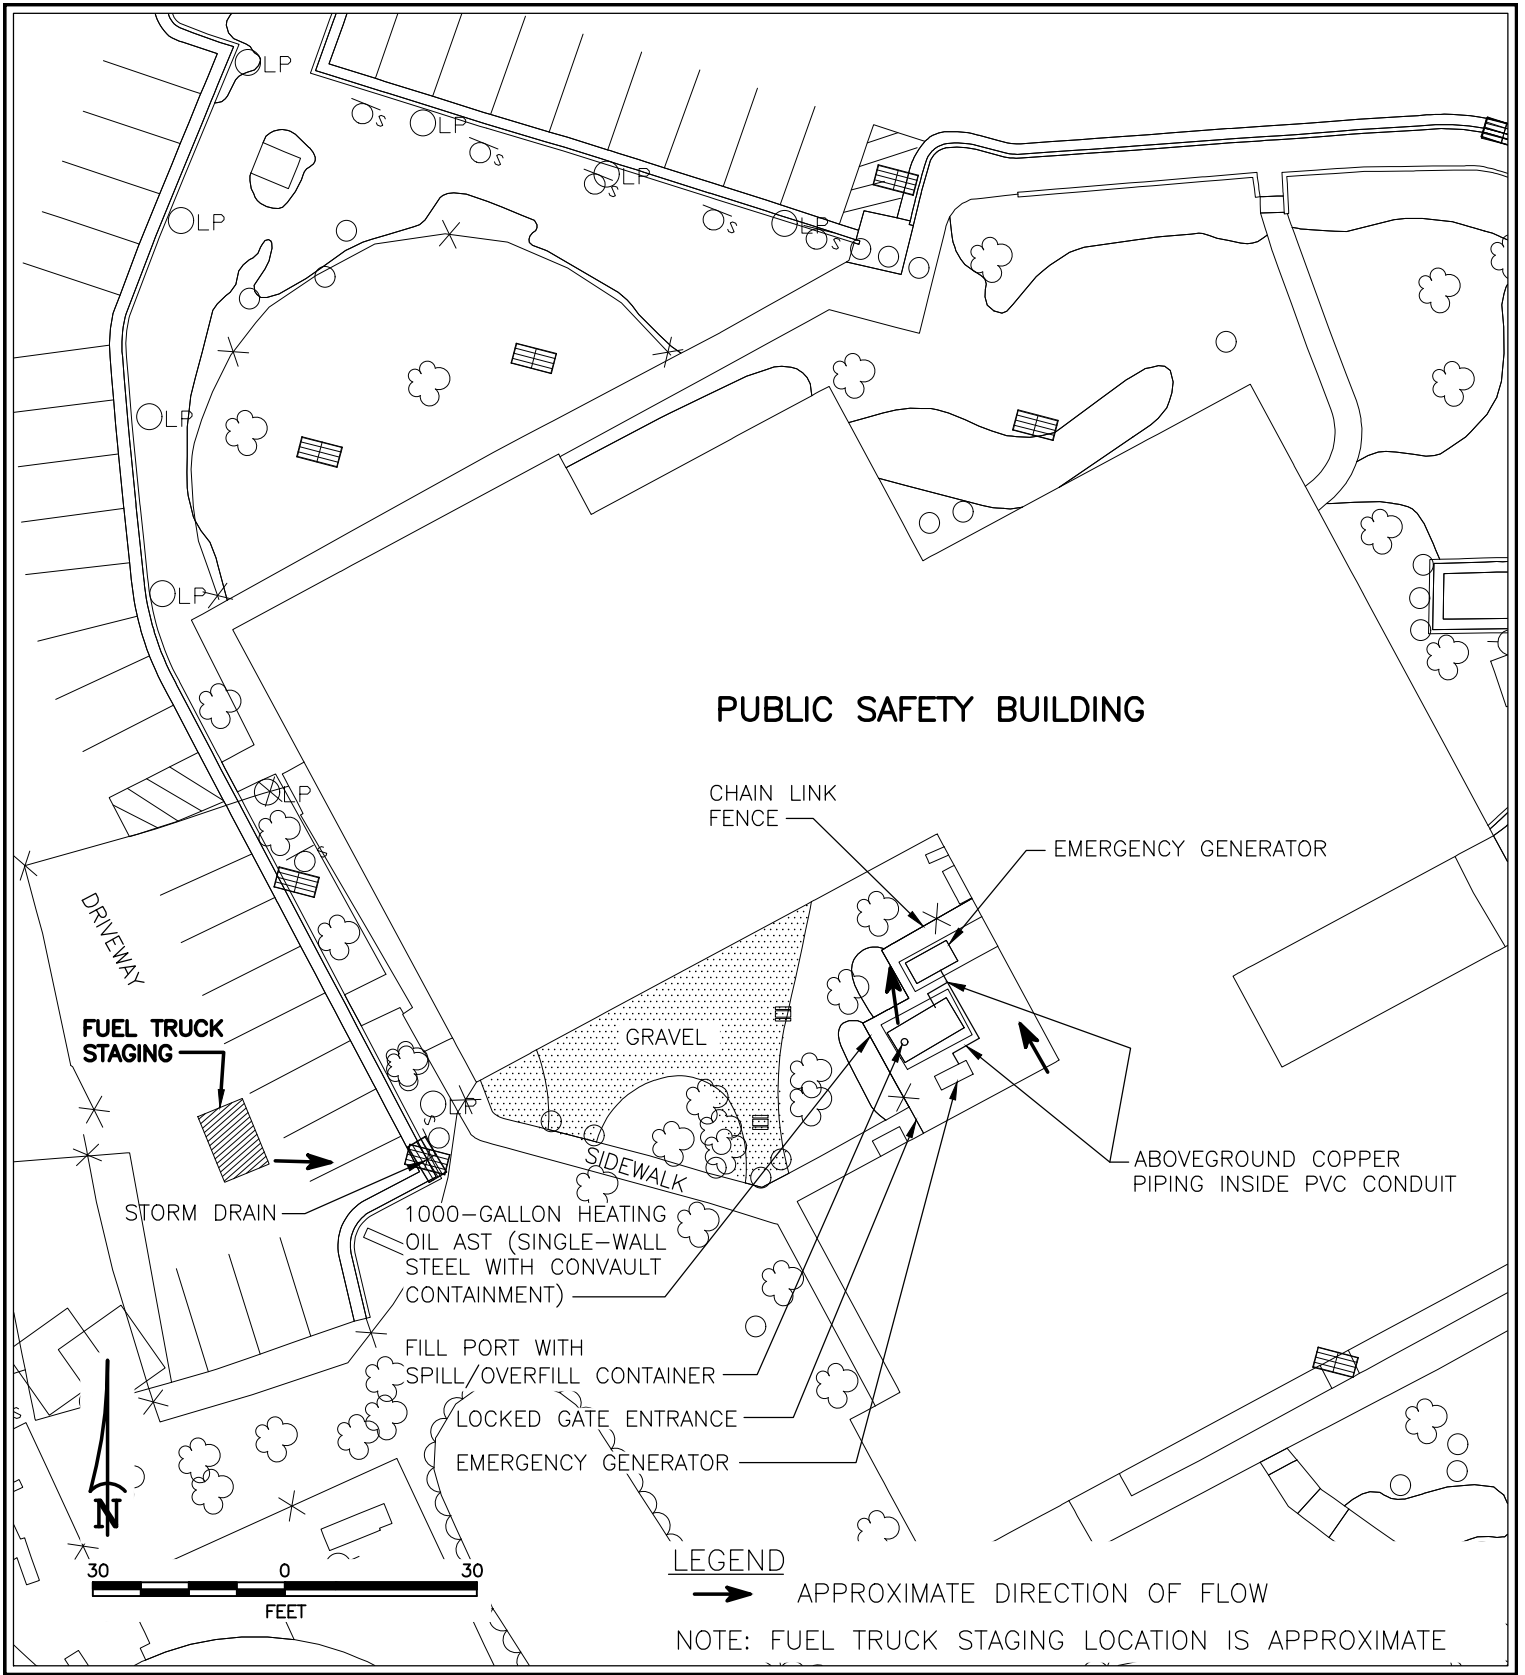 LP
S
LP
S
LP
S
LP
S
LP
S
LP
LP
LP
PUBLIC SAFETY BUILDING
CHAIN LINK
FENCE
EMERGENCY GENERATOR
LP
S
DRIVEWAY
FUEL TRUCK
STAGING
GRAVEL
LP
S
SIDEWALK
ABOVEGROUND COPPER
PIPING INSIDE PVC CONDUIT
STORM DRAIN
1000-GALLON HEATING
OIL AST (SINGLE-WALL
STEEL WITH CONVAULT
CONTAINMENT)
FILL PORT WITH
SPILL/OVERFILL CONTAINER
LOCKED GATE ENTRANCE
EMERGENCY GENERATOR
S
N
30 0 30
FEET
LEGEND
APPROXIMATE DIRECTION OF FLOW
NOTE: FUEL TRUCK STAGING LOCATION IS APPROXIMATE